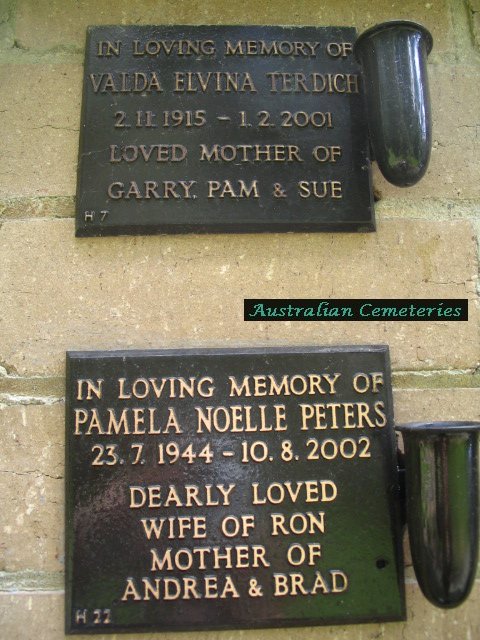 IN LOVING MEMORY OF
VALDA ELVINA TERDICH
2.11.1915 - 1.2.2001
LOVED MOTHER OF
GARRY, PAM & SUE
H 7
Australian Cemeteries
IN LOVING MEMORY OF
PAMELA NOELLE PETERS
23.7.1944 - 10.8.2002
DEARLY LOVED
WIFE OF RON
MOTHER OF
ANDREA & BRAD
H 22